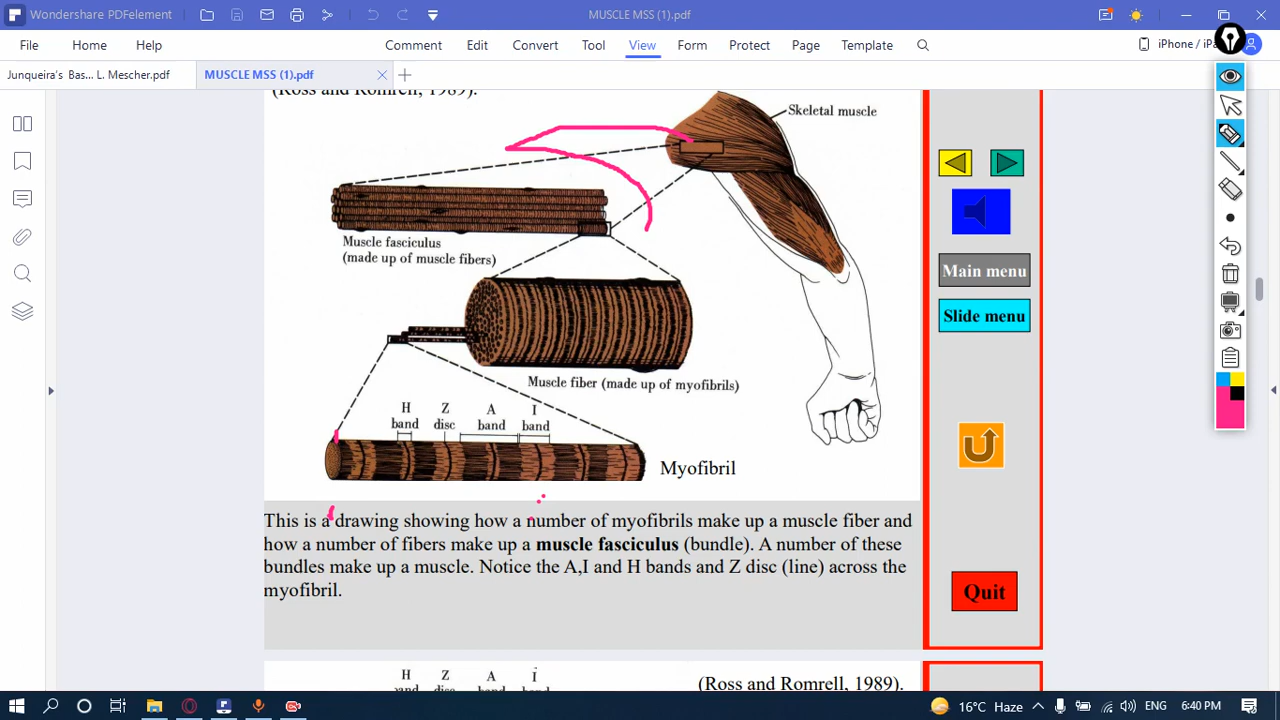 Wondershare PDFelement
MUSCLE MSS (1).pdf
File Home Help Comment Edit Convert Tool View Form Protect Page Template iPhone / iPa
Junqueira's Bas... L. Mescher.pdf
MUSCLE MSS (1).pdf
(Ross and Romrell, 1989).
Skeletal muscle
Muscle fasciculus
(made up of muscle fibers)
Muscle fiber (made up of myofibrils)
H band
Z disc
A band
I band
Myofibril
This is a drawing showing how a number of myofibrils make up a muscle fiber and
how a number of fibers make up a muscle fasciculus (bundle). A number of these
bundles make up a muscle. Notice the A,I and H bands and Z disc (line) across the
myofibril.
Main menu
Slide menu
Quit
H Z A I
(Ross and Romrell, 1989).
16°C Haze
ENG
6:40 PM